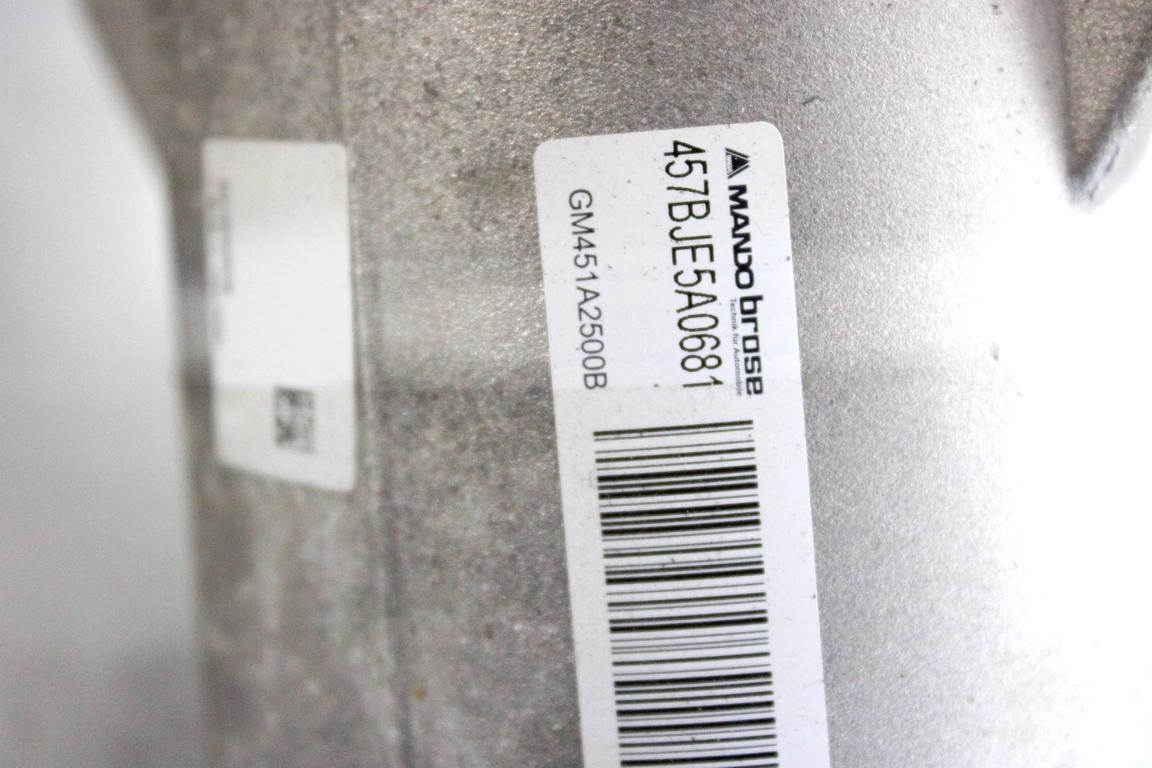 MANDO brose
Technik für Automobile
457BJE5A0681
GM451A2500B